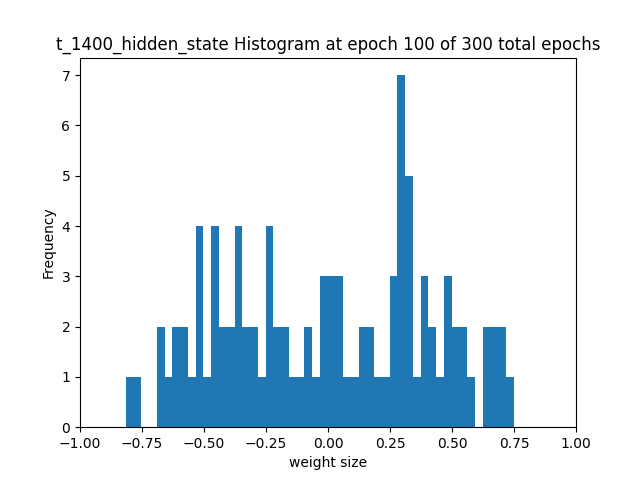 t_1400_hidden_state Histogram at epoch 100 of 300 total epochs
7
6
5
4
3
2
1
0
Frequency
−1.00 −0.75 −0.50 −0.25 0.00 0.25 0.50 0.75 1.00
weight size